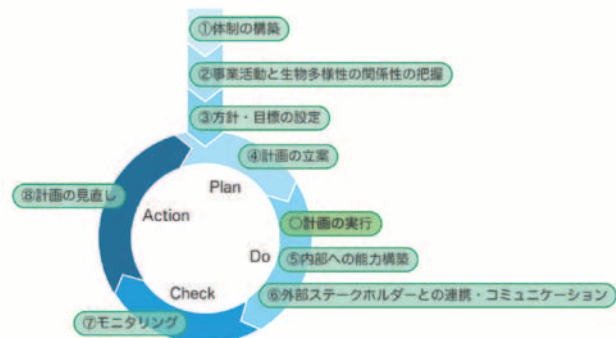 ①体制の構築
②事業活動と生物多様性の関係性の把握
③方針・目標の設定
④計画の立案
Plan
⑧計画の見直し
Action
○計画の実行
Do
⑤内部への能力構築
Check
⑥外部ステークホルダーとの連携・コミュニケーション
⑦モニタリング